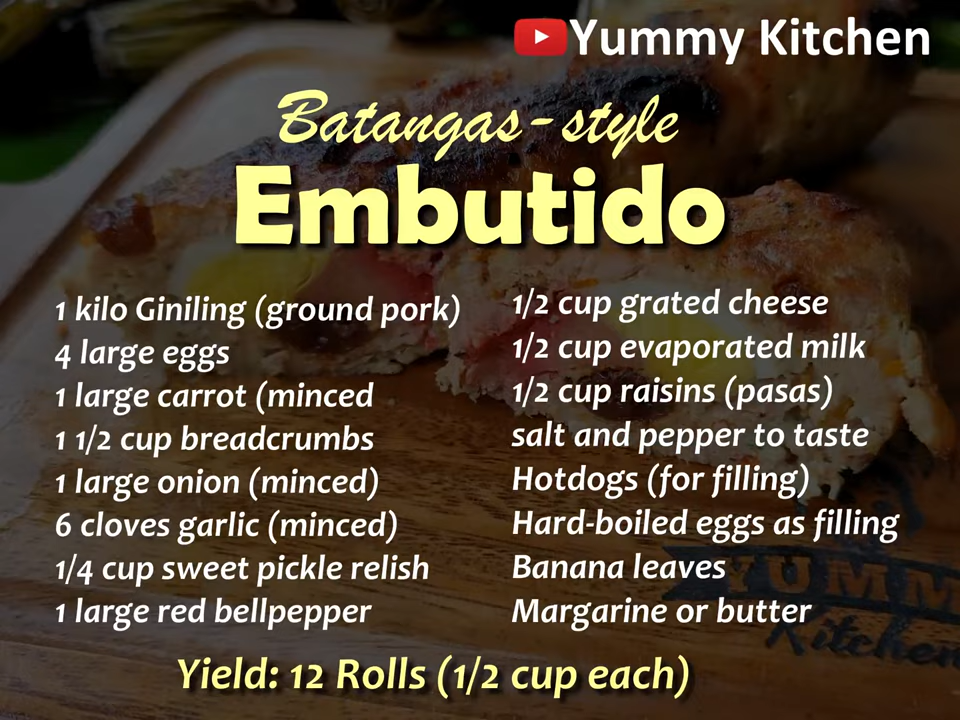 Yummy Kitchen
Batangas-style
Embutido
1 kilo Giniling (ground pork)
4 large eggs
1 large carrot (minced
1 1/2 cup breadcrumbs
1 large onion (minced)
6 cloves garlic (minced)
1/4 cup sweet pickle relish
1 large red bellpepper
1/2 cup grated cheese
1/2 cup evaporated milk
1/2 cup raisins (pasas)
salt and pepper to taste
Hotdogs (for filling)
Hard-boiled eggs as filling
Banana leaves
Margarine or butter
YUMM
Kitchen
Yield: 12 Rolls (1/2 cup each)